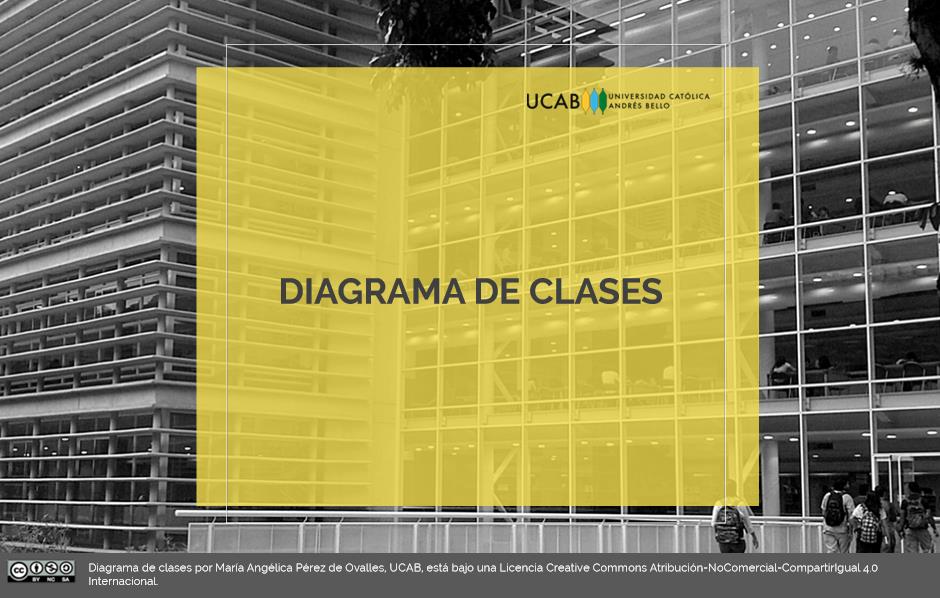 UCAB UNIVERSIDAD CATÓLICA
ANDRÉS BELLO
DIAGRAMA DE CLASES
Diagrama de clases por María Angélica Pérez de Ovalles, UCAB, está bajo una Licencia Creative Commons Atribución-NoComercial-CompartirIgual 4.0
Internacional.
cc
BY NC SA